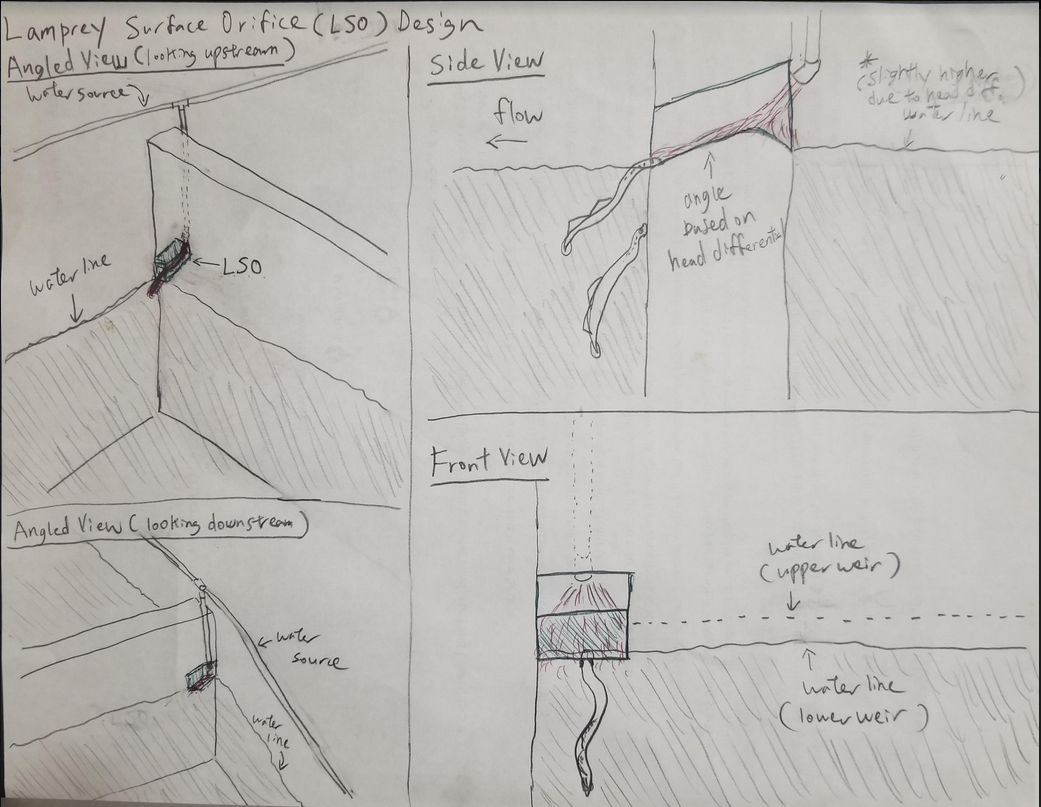 Lamprey Surface Orifice (LSO) Design
Angled View (looking upstream)
water source
LSO
water line
Side View
flow
*
(slightly higher
due to head diff.)
water line
angle
based on
head differential
Angled View (looking downstream)
water
source
water
line
Front View
water line
(upper weir)
water line
(lower weir)